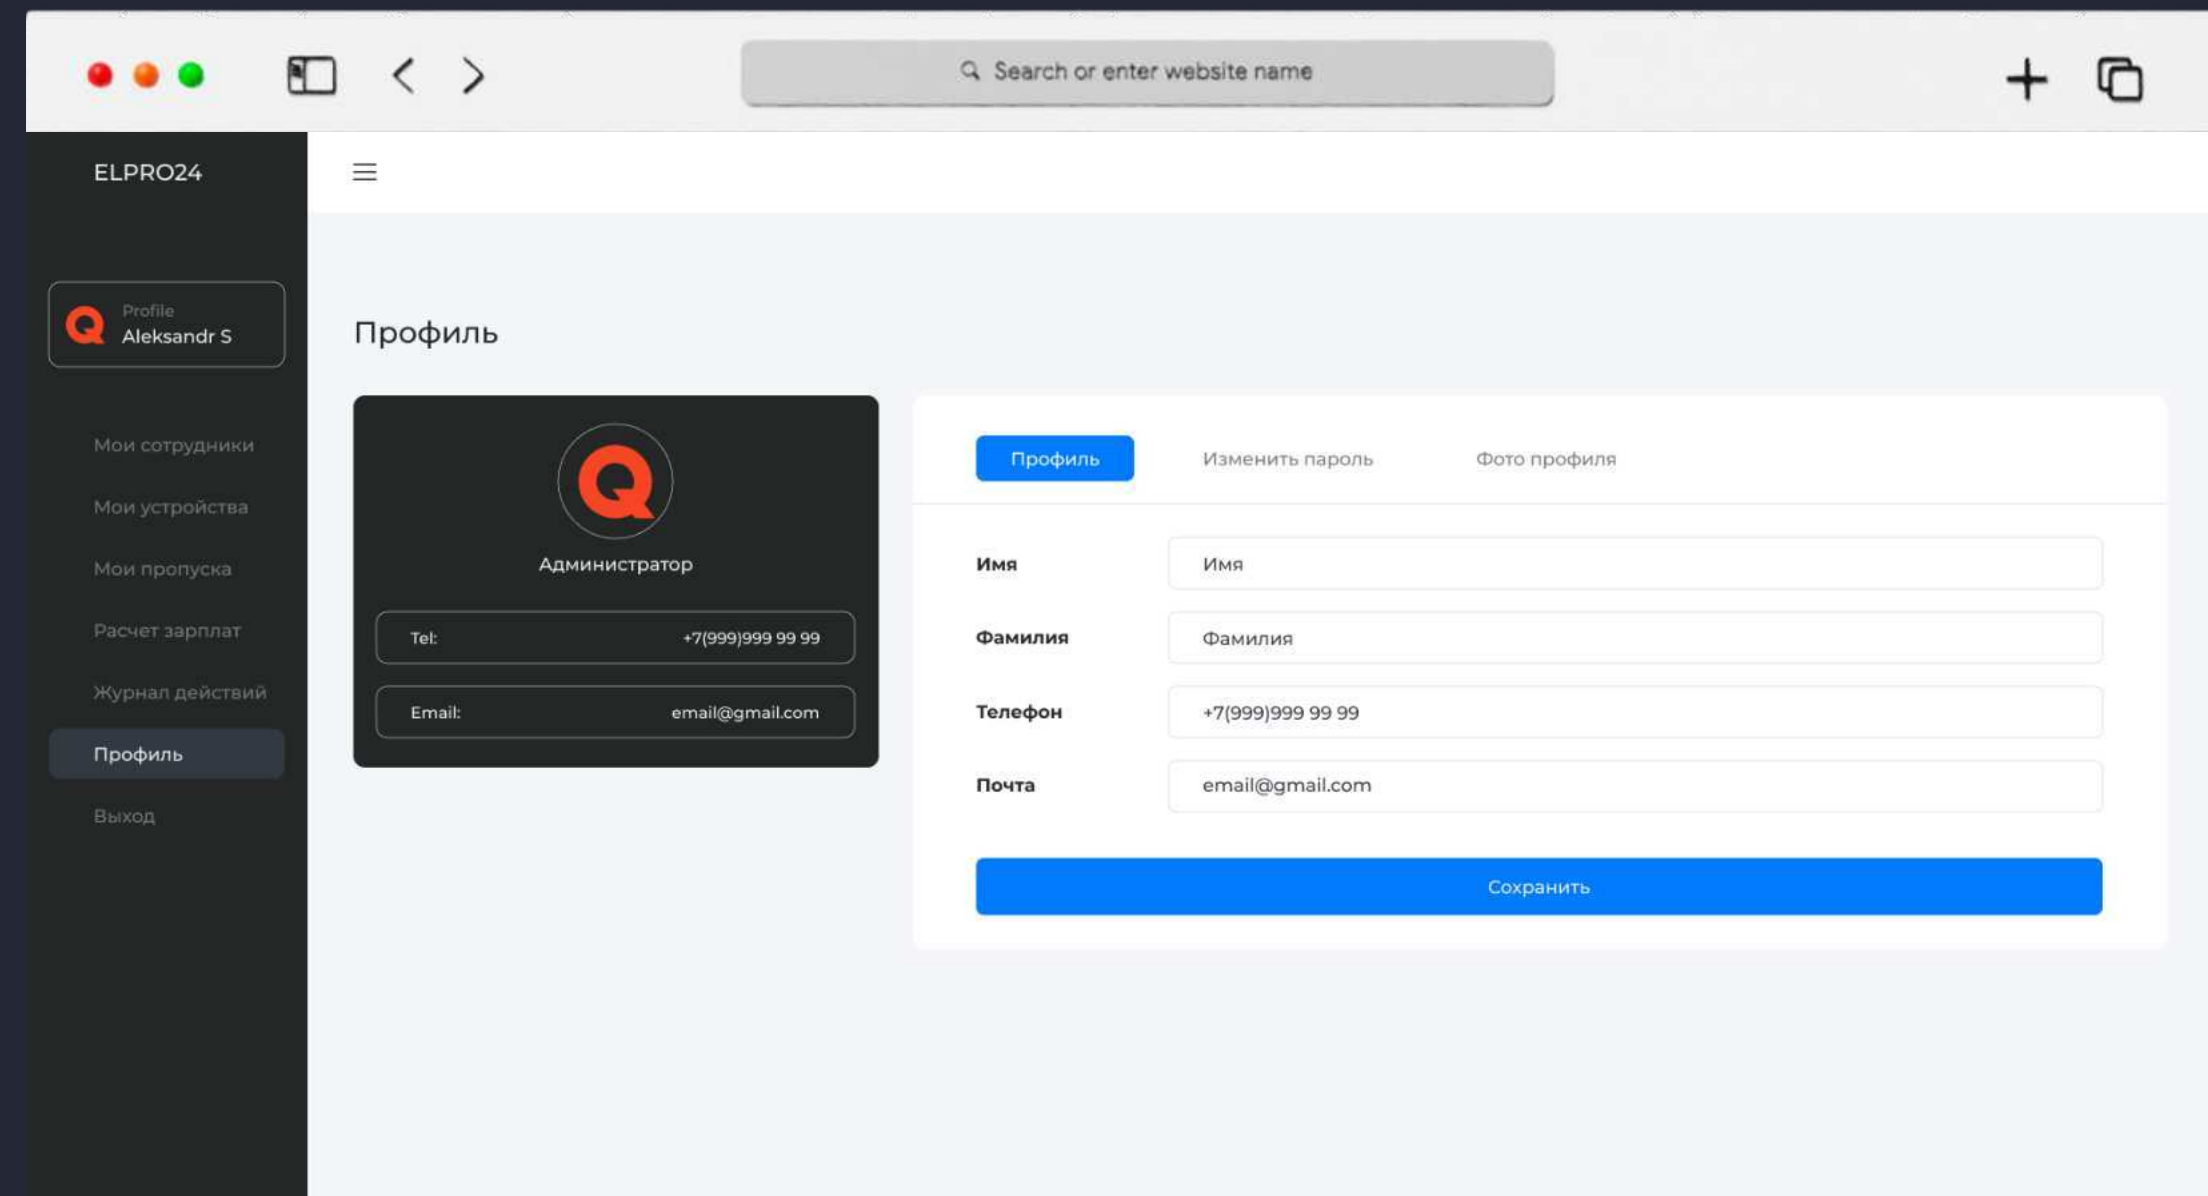 Search or enter website name
ELPRO24
Profile
Aleksandr S
Мои сотрудники
Мои устройства
Мои пропуска
Расчет зарплат
Журнал действий
Профиль
Выход
Профиль
Администратор
Tel: +7(999)999 99 99
Email: email@gmail.com
Профиль Изменить пароль Фото профиля
Имя Имя
Фамилия Фамилия
Телефон +7(999)999 99 99
Почта email@gmail.com
Сохранить